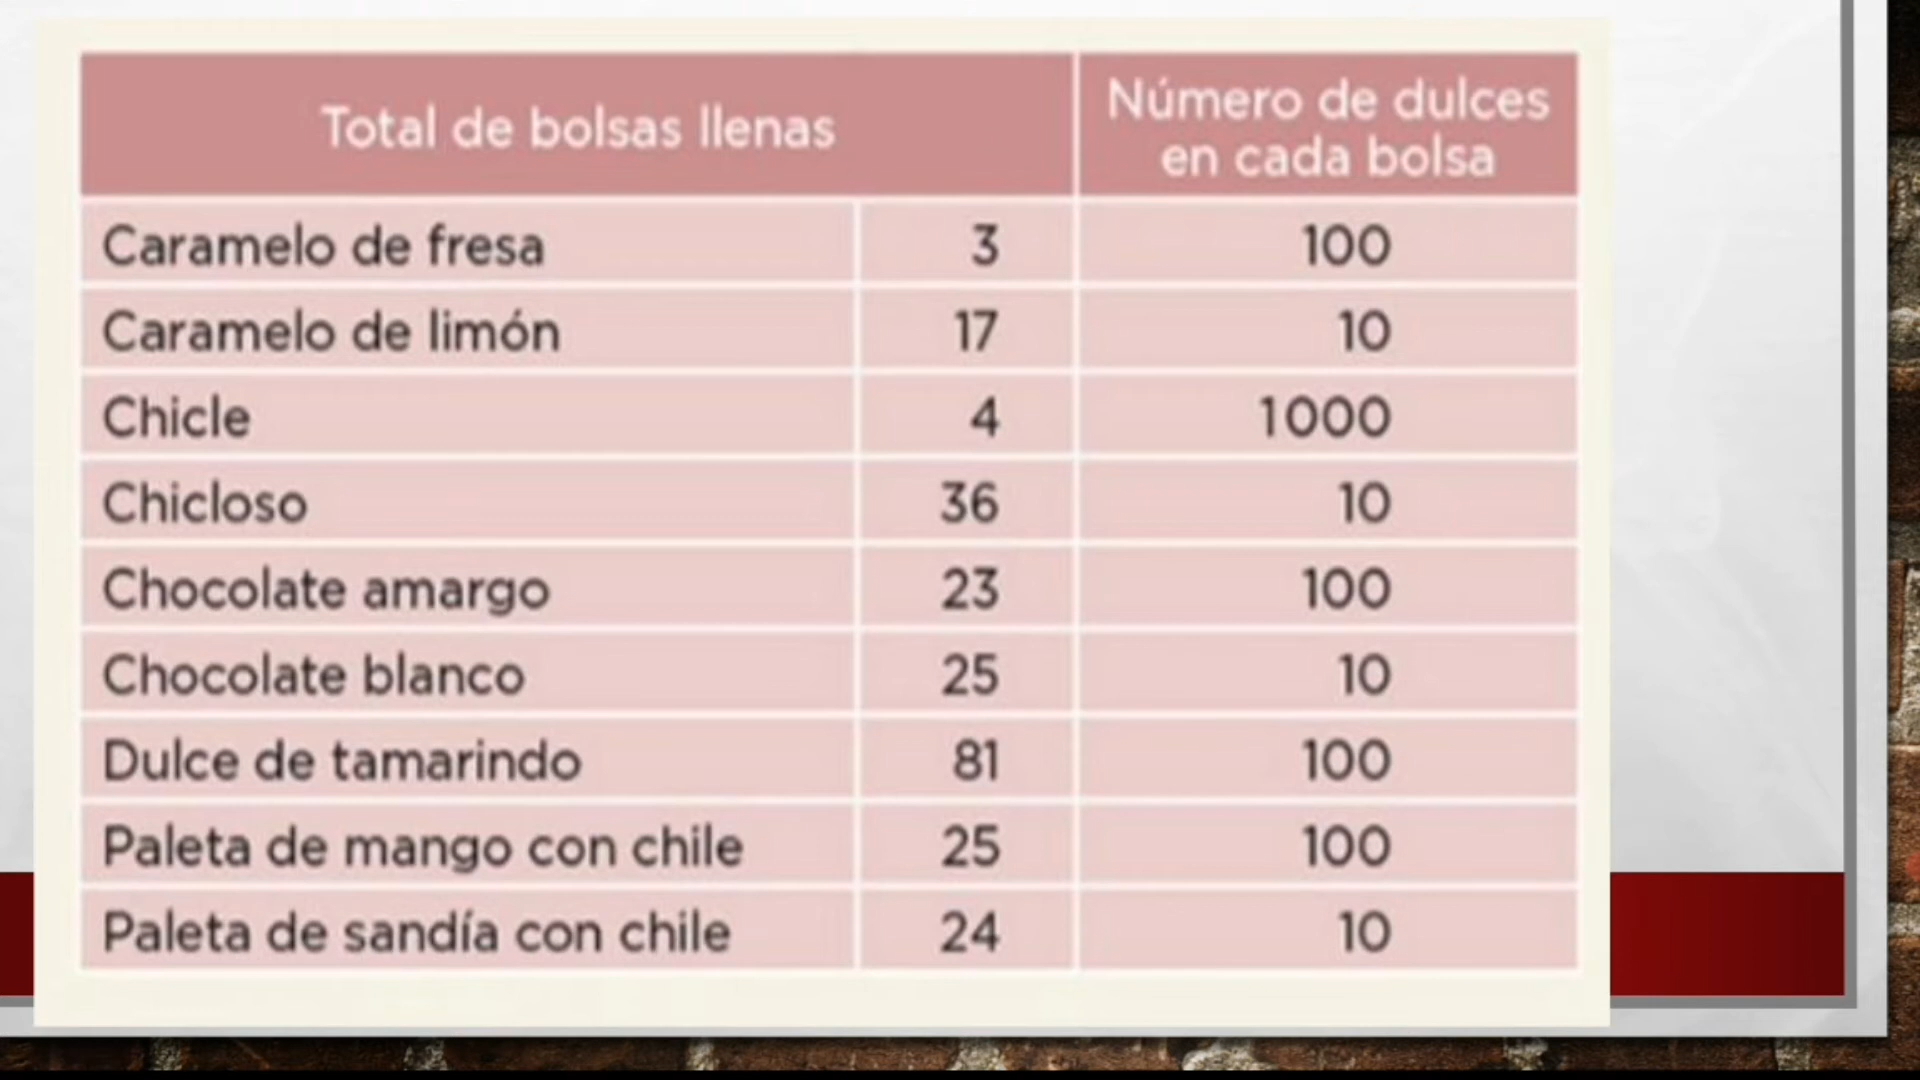 Total de bolsas llenas
Número de dulces
en cada bolsa
Caramelo de fresa 3 100
Caramelo de limón 17 10
Chicle 4 1000
Chicloso 36 10
Chocolate amargo 23 100
Chocolate blanco 25 10
Dulce de tamarindo 81 100
Paleta de mango con chile 25 100
Paleta de sandía con chile 24 10